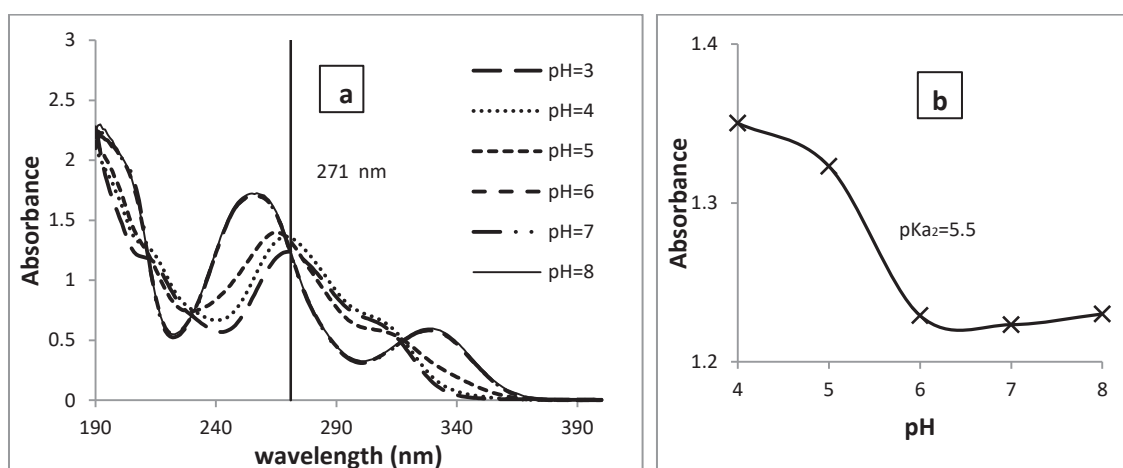 3
2.5
2
1.5
1
0.5
0
Absorbance
190
240
290
340
390
wavelength (nm)
a
271 nm
pH=3
pH=4
pH=5
pH=6
pH=7
pH=8
1.4
1.3
1.2
Absorbance
b
pKa₂=5.5
4
5
6
7
8
pH